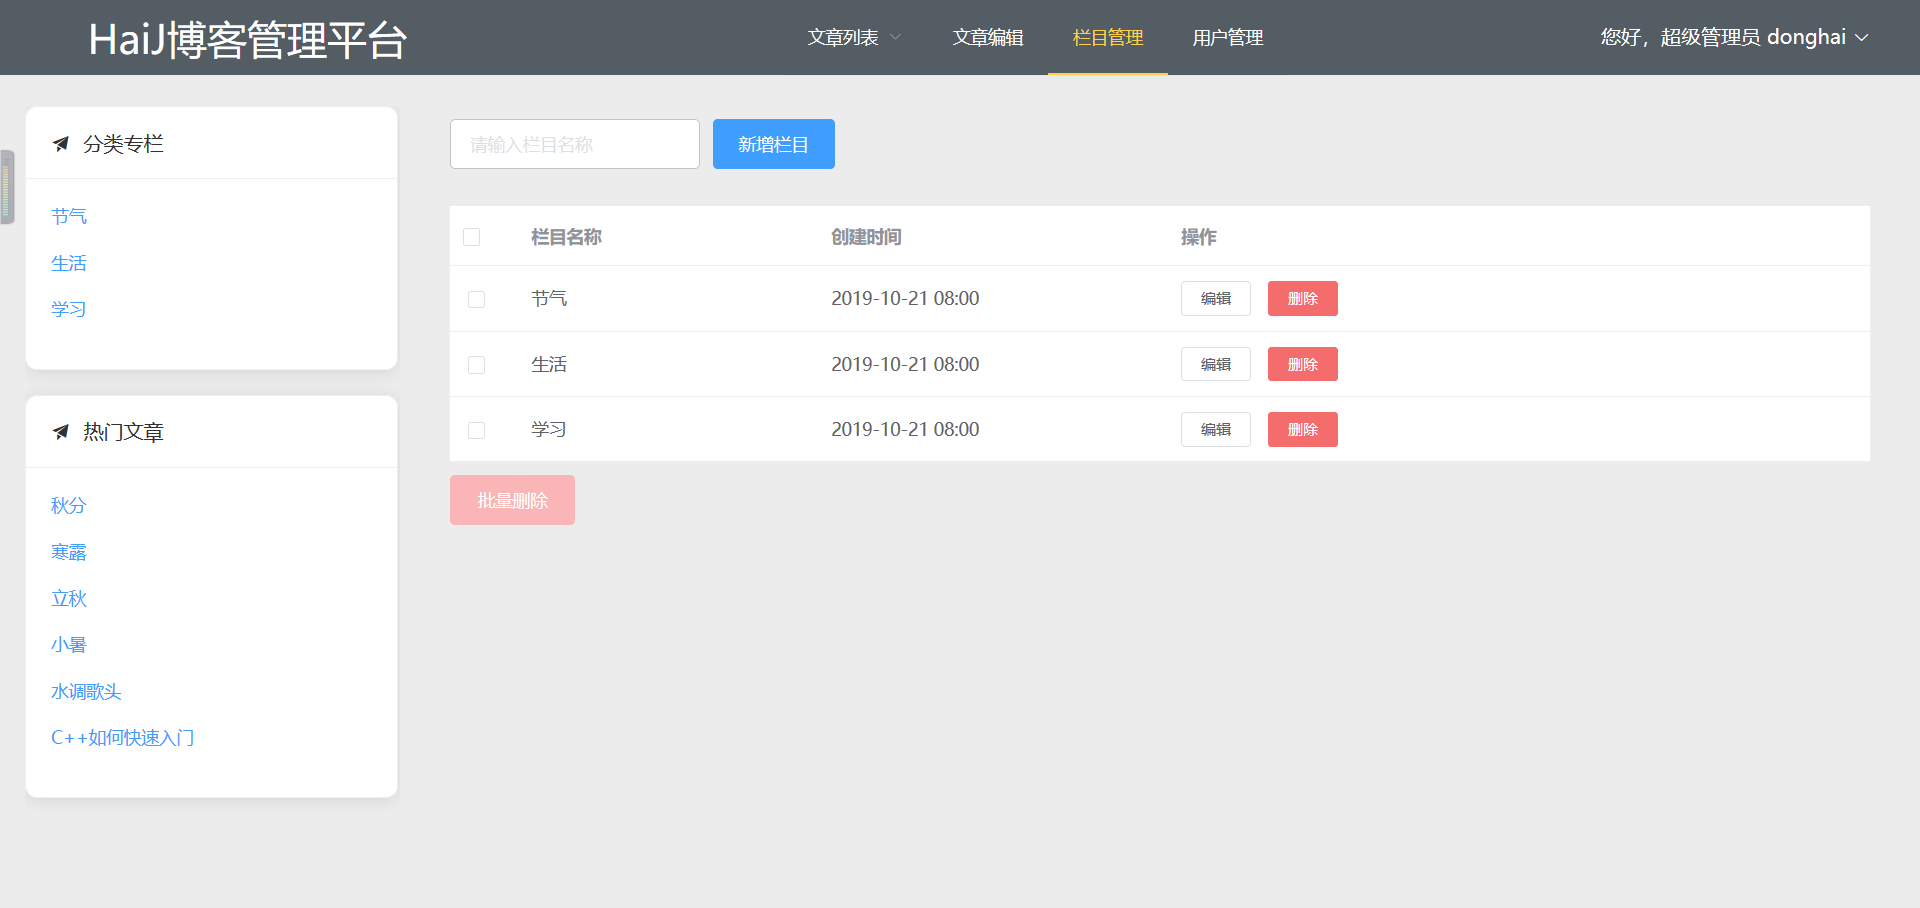 HaiJ博客管理平台
文章列表 文章编辑 栏目管理 用户管理
您好，超级管理员 donghai
分类专栏
节气
生活
学习
热门文章
秋分
寒露
立秋
小暑
水调歌头
C++如何快速入门
请输入栏目名称 新增栏目
栏目名称 创建时间 操作
节气 2019-10-21 08:00 编辑 删除
生活 2019-10-21 08:00 编辑 删除
学习 2019-10-21 08:00 编辑 删除
批量删除